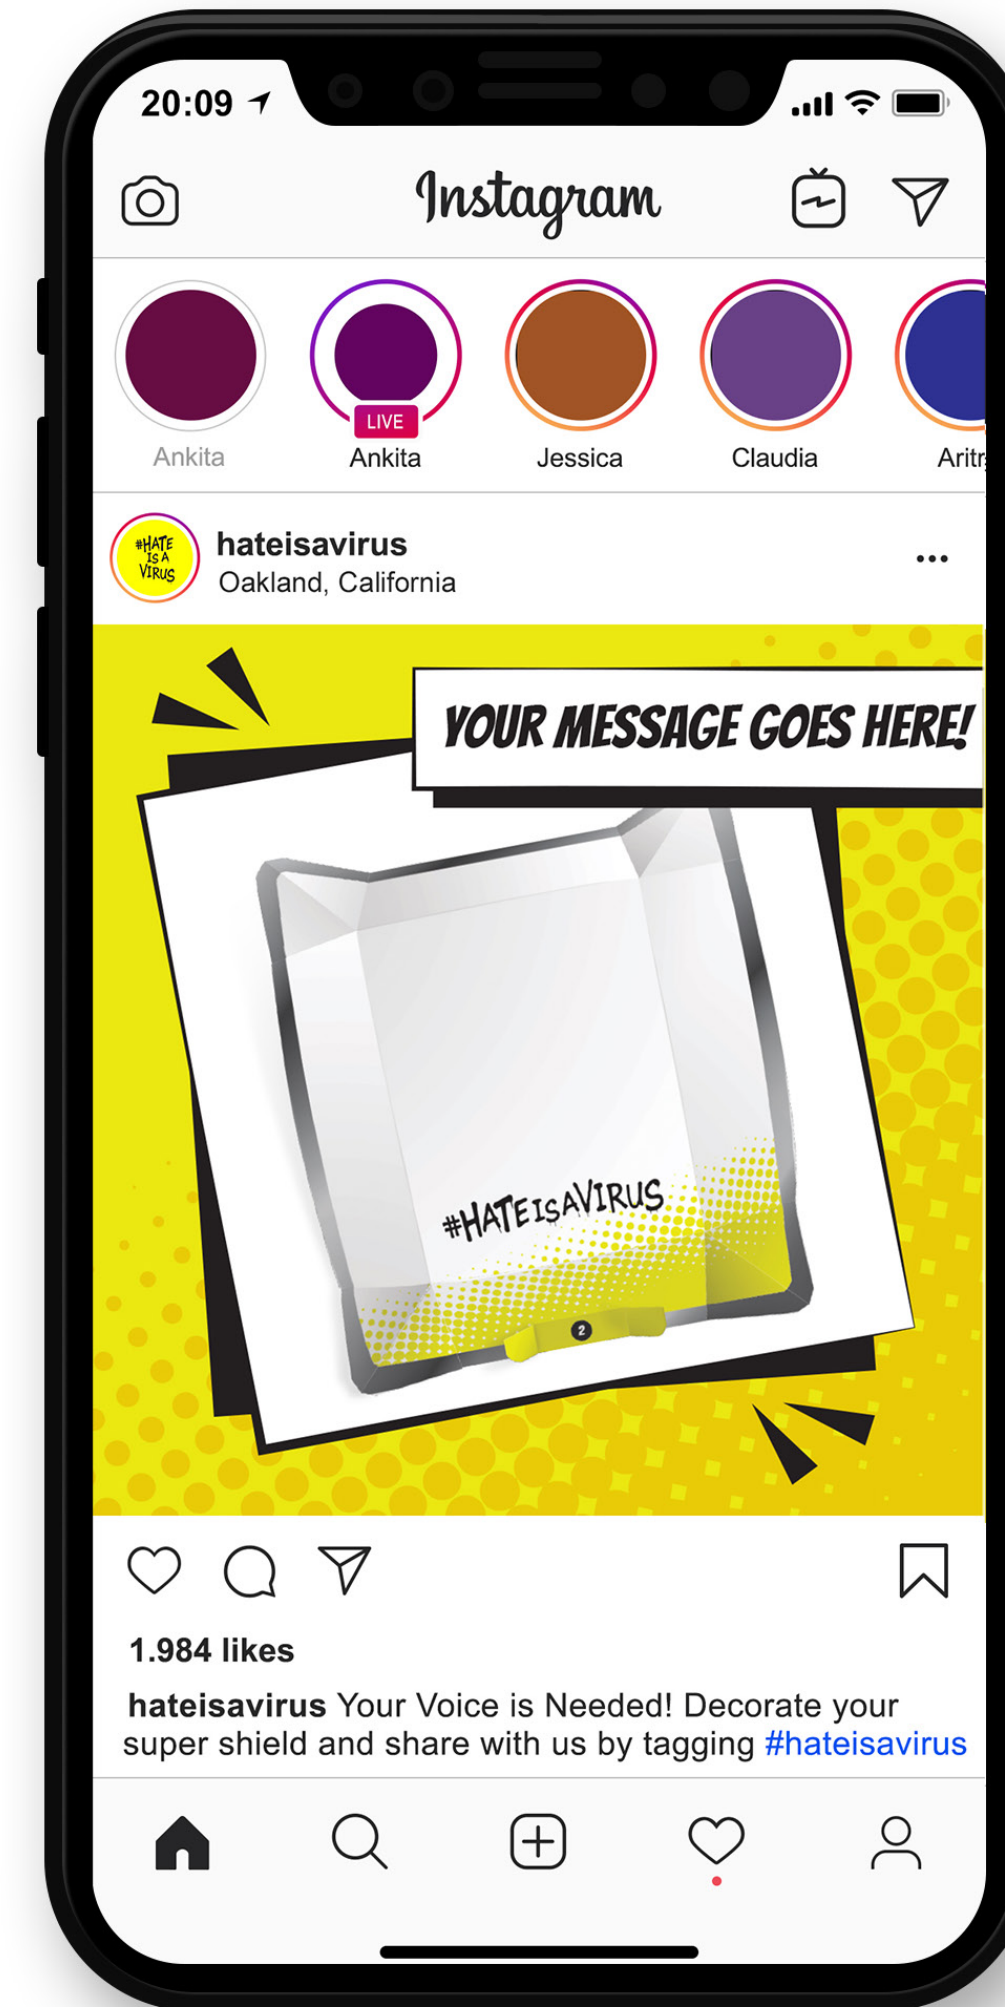 20:09
Instagram
LIVE
Ankita
Ankita
Jessica
Claudia
Aritr
#HATE
IS A
VIRUS
hateisavirus
Oakland, California
YOUR MESSAGE GOES HERE!
#HATEISAVIRUS
2
1.984 likes
hateisavirus Your Voice is Needed! Decorate your
super shield and share with us by tagging #hateisavirus